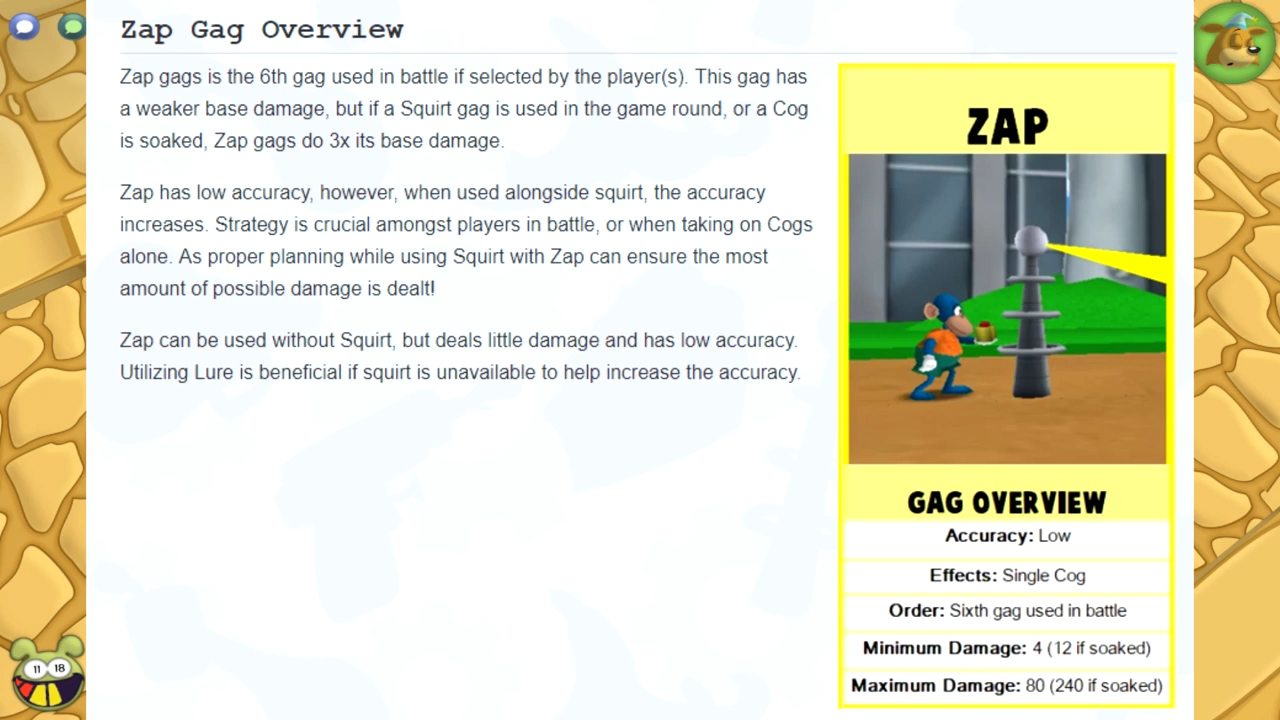 Zap Gag Overview
Zap gags is the 6th gag used in battle if selected by the player(s). This gag has
a weaker base damage, but if a Squirt gag is used in the game round, or a Cog
is soaked, Zap gags do 3x its base damage.
Zap has low accuracy, however, when used alongside squirt, the accuracy
increases. Strategy is crucial amongst players in battle, or when taking on Cogs
alone. As proper planning while using Squirt with Zap can ensure the most
amount of possible damage is dealt!
Zap can be used without Squirt, but deals little damage and has low accuracy.
Utilizing Lure is beneficial if squirt is unavailable to help increase the accuracy.
ZAP
GAG OVERVIEW
Accuracy: Low
Effects: Single Cog
Order: Sixth gag used in battle
Minimum Damage: 4 (12 if soaked)
Maximum Damage: 80 (240 if soaked)
11 18